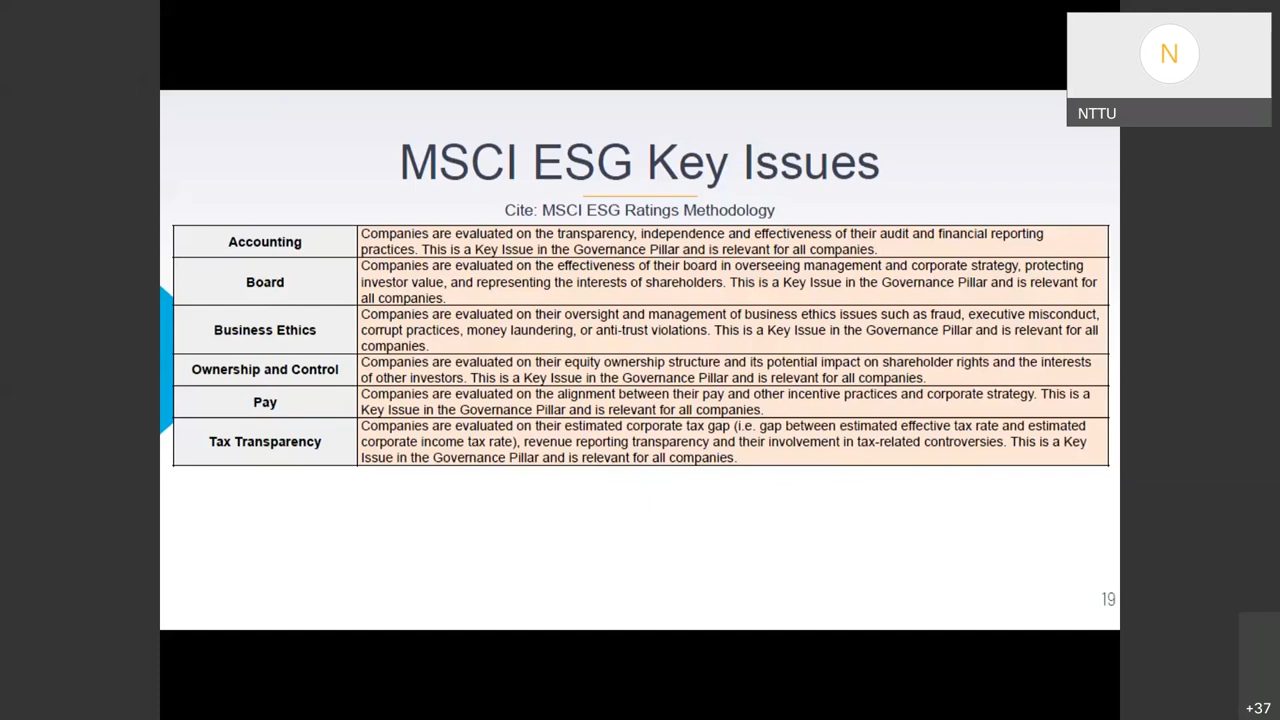 N
NTTU
MSCI ESG Key Issues
Cite: MSCI ESG Ratings Methodology
Accounting
Companies are evaluated on the transparency, independence and effectiveness of their audit and financial reporting
practices. This is a Key Issue in the Governance Pillar and is relevant for all companies.
Board
Companies are evaluated on the effectiveness of their board in overseeing management and corporate strategy, protecting
investor value, and representing the interests of shareholders. This is a Key Issue in the Governance Pillar and is relevant for
all companies.
Business Ethics
Companies are evaluated on their oversight and management of business ethics issues such as fraud, executive misconduct,
corrupt practices, money laundering, or anti-trust violations. This is a Key Issue in the Governance Pillar and is relevant for all
companies.
Ownership and Control
Companies are evaluated on their equity ownership structure and its potential impact on shareholder rights and the interests
of other investors. This is a Key Issue in the Governance Pillar and is relevant for all companies.
Pay
Companies are evaluated on the alignment between their pay and other incentive practices and corporate strategy. This is a
Key Issue in the Governance Pillar and is relevant for all companies.
Tax Transparency
Companies are evaluated on their estimated corporate tax gap (i.e. gap between estimated effective tax rate and estimated
corporate income tax rate), revenue reporting transparency and their involvement in tax-related controversies. This is a Key
Issue in the Governance Pillar and is relevant for all companies.
19
+37